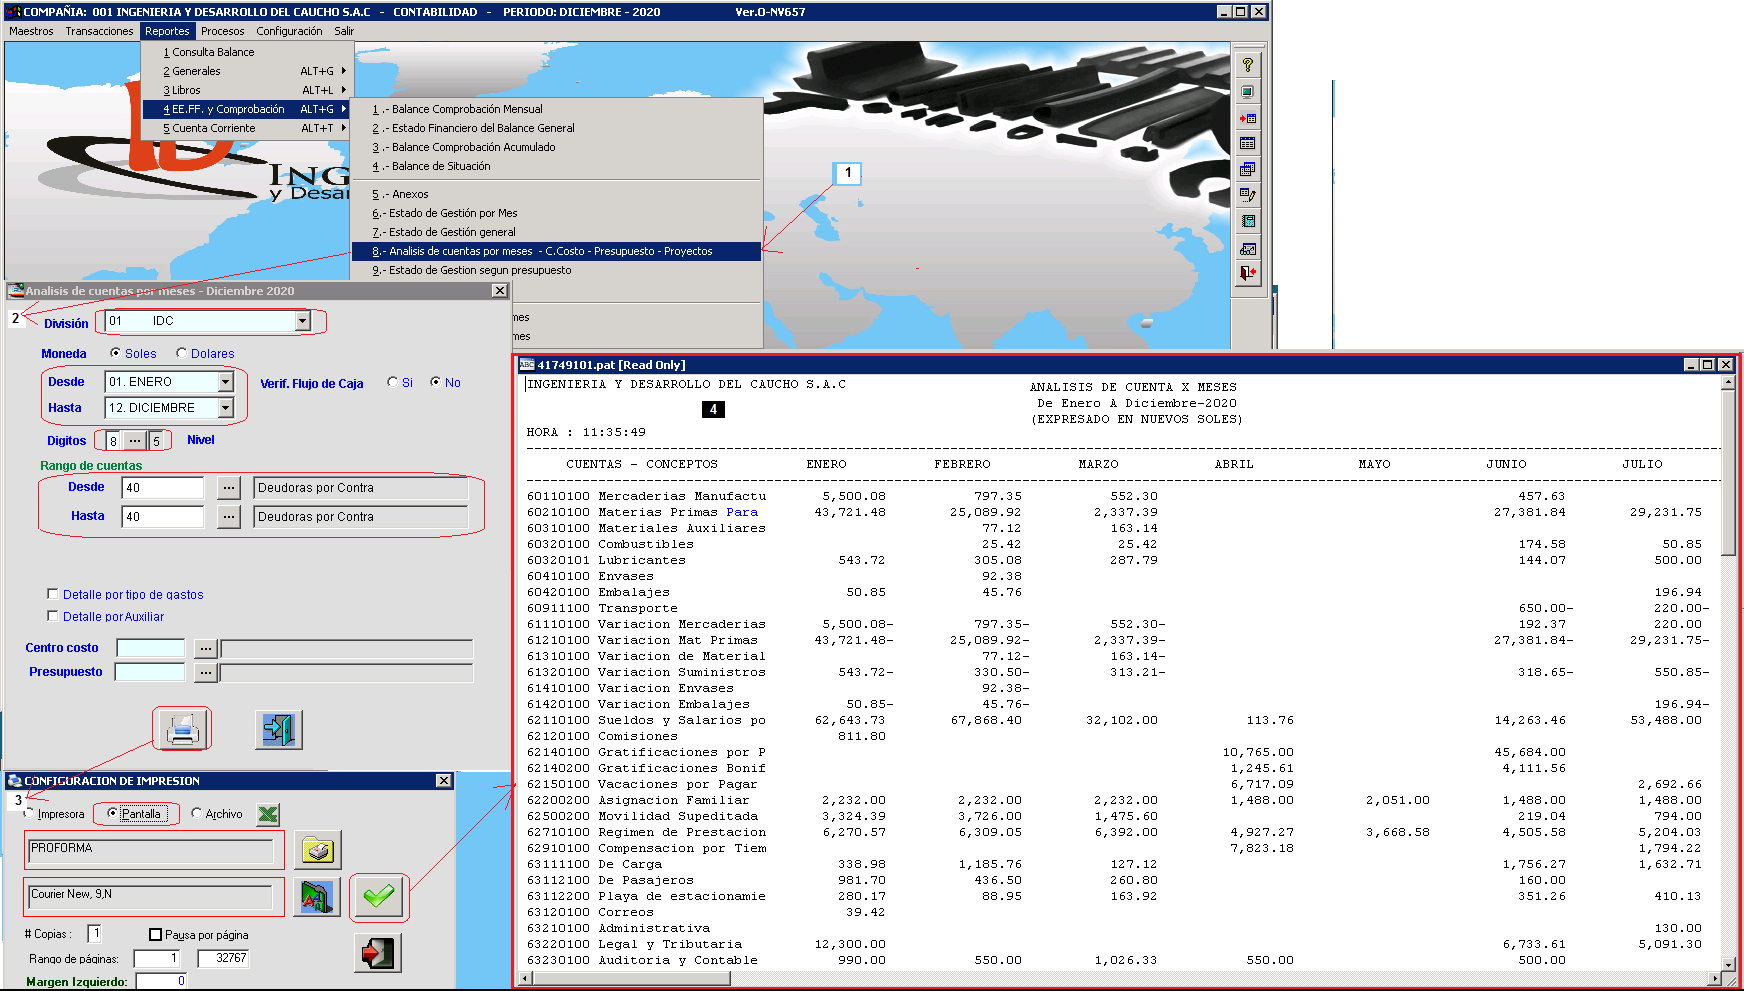 COMPAÑIA: 001 INGENIERIA Y DESARROLLO DEL CAUCHO S.A.C - CONTABILIDAD - PERIODO: DICIEMBRE - 2020 Ver.O-NV657
Maestros Transacciones Reportes Procesos Configuración Salir
1 Consulta Balance
2 Generales ALT+G
3 Libros ALT+L
4 EE.FF. y Comprobación ALT+G
5 Cuenta Corriente ALT+T
1 .- Balance Comprobación Mensual
2 .- Estado Financiero del Balance General
3 .- Balance Comprobación Acumulado
4 .- Balance de Situación
5 .- Anexos
6.- Estado de Gestión por Mes
7.- Estado de Gestión general
8.- Analisis de cuentas por meses - C.Costo - Presupuesto - Proyectos
9.- Estado de Gestion segun presupuesto
mes
mes
ING
y Desar
1
Analisis de cuentas por meses - Diciembre 2020
2
División 01 IDC
Moneda Soles Dolares
Desde 01. ENERO Verif. Flujo de Caja Si No
Hasta 12. DICIEMBRE
Digitos 8 ... 5 Nivel
Rango de cuentas
Desde 40 ... Deudoras por Contra
Hasta 40 ... Deudoras por Contra
Detalle por tipo de gastos
Detalle por Auxiliar
Centro costo ...
Presupuesto ...
CONFIGURACION DE IMPRESION
3
Impresora Pantalla Archivo
PROFORMA
Courier New, 9,N
# Copias : 1 Pausa por página
Rango de páginas: 1 32767
Margen Izquierdo: 0
41749101.pat [Read Only]
INGENIERIA Y DESARROLLO DEL CAUCHO S.A.C
4
ANALISIS DE CUENTA X MESES
De Enero A Diciembre-2020
(EXPRESADO EN NUEVOS SOLES)
HORA : 11:35:49
CUENTAS - CONCEPTOS ENERO FEBRERO MARZO ABRIL MAYO JUNIO JULIO
60110100 Mercaderias Manufactu 5,500.08 797.35 552.30 457.63
60210100 Materias Primas Para 43,721.48 25,089.92 2,337.39 27,381.84 29,231.75
60310100 Materiales Auxiliares 77.12 163.14
60320100 Combustibles 25.42 25.42 174.58 50.85
60320101 Lubricantes 543.72 305.08 287.79 144.07 500.00
60410100 Envases 92.38
60420100 Embalajes 50.85 45.76 196.94
60911100 Transporte 650.00- 220.00-
61110100 Variacion Mercaderias 5,500.08- 797.35- 552.30- 192.37 220.00
61210100 Variacion Mat Primas 43,721.48- 25,089.92- 2,337.39- 27,381.84- 29,231.75-
61310100 Variacion de Material 77.12- 163.14-
61320100 Variacion Suministros 543.72- 330.50- 313.21- 318.65- 550.85-
61410100 Variacion Envases 92.38-
61420100 Variacion Embalajes 50.85- 45.76- 196.94-
62110100 Sueldos y Salarios po 62,643.73 67,868.40 32,102.00 113.76 14,263.46 53,488.00
62120100 Comisiones 811.80
62140100 Gratificaciones por P 10,765.00 45,684.00
62140200 Gratificaciones Bonif 1,245.61 4,111.56
62150100 Vacaciones por Pagar 6,717.09 2,692.66
62200200 Asignacion Familiar 2,232.00 2,232.00 2,232.00 1,488.00 2,051.00 1,488.00 1,488.00
62500200 Movilidad Supeditada 3,324.39 3,726.00 1,475.60 219.04 794.00
62710100 Regimen de Prestacion 6,270.57 6,309.05 6,392.00 4,927.27 3,668.58 4,505.58 5,204.03
62910100 Compensacion por Tiem 7,823.18 1,794.22
63111100 De Carga 338.98 1,185.76 127.12 1,756.27 1,632.71
63112100 De Pasajeros 981.70 436.50 260.80 160.00
63112200 Playa de estacionamie 280.17 88.95 163.92 351.26 410.13
63120100 Correos 39.42
63210100 Administrativa 130.00
63220100 Legal y Tributaria 12,300.00 6,733.61 5,091.30
63230100 Auditoria y Contable 990.00 550.00 1,026.33 550.00 500.00